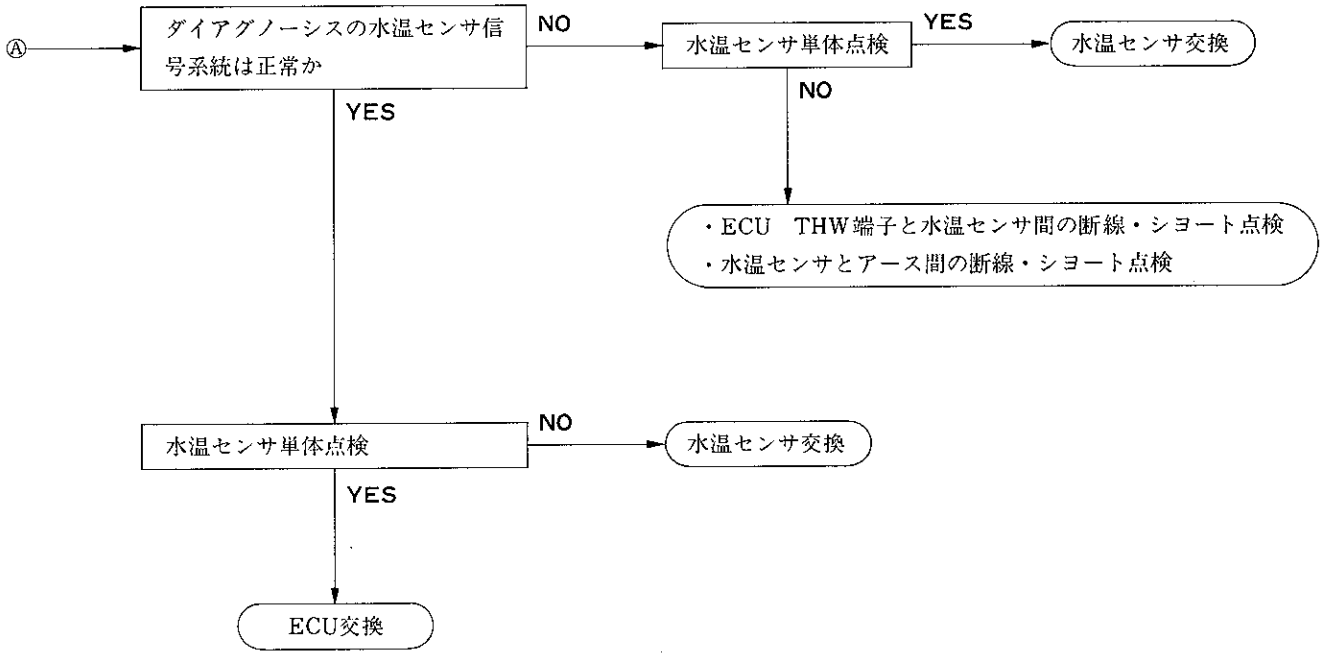 Ⓐ
ダイアグノーシスの水温センサ信
号系統は正常か
NO
水温センサ単体点検
YES
水温センサ交換
YES
NO
・ECU THW端子と水温センサ間の断線・シヨート点検
・水温センサとアース間の断線・シヨート点検
水温センサ単体点検
NO
水温センサ交換
YES
ECU交換